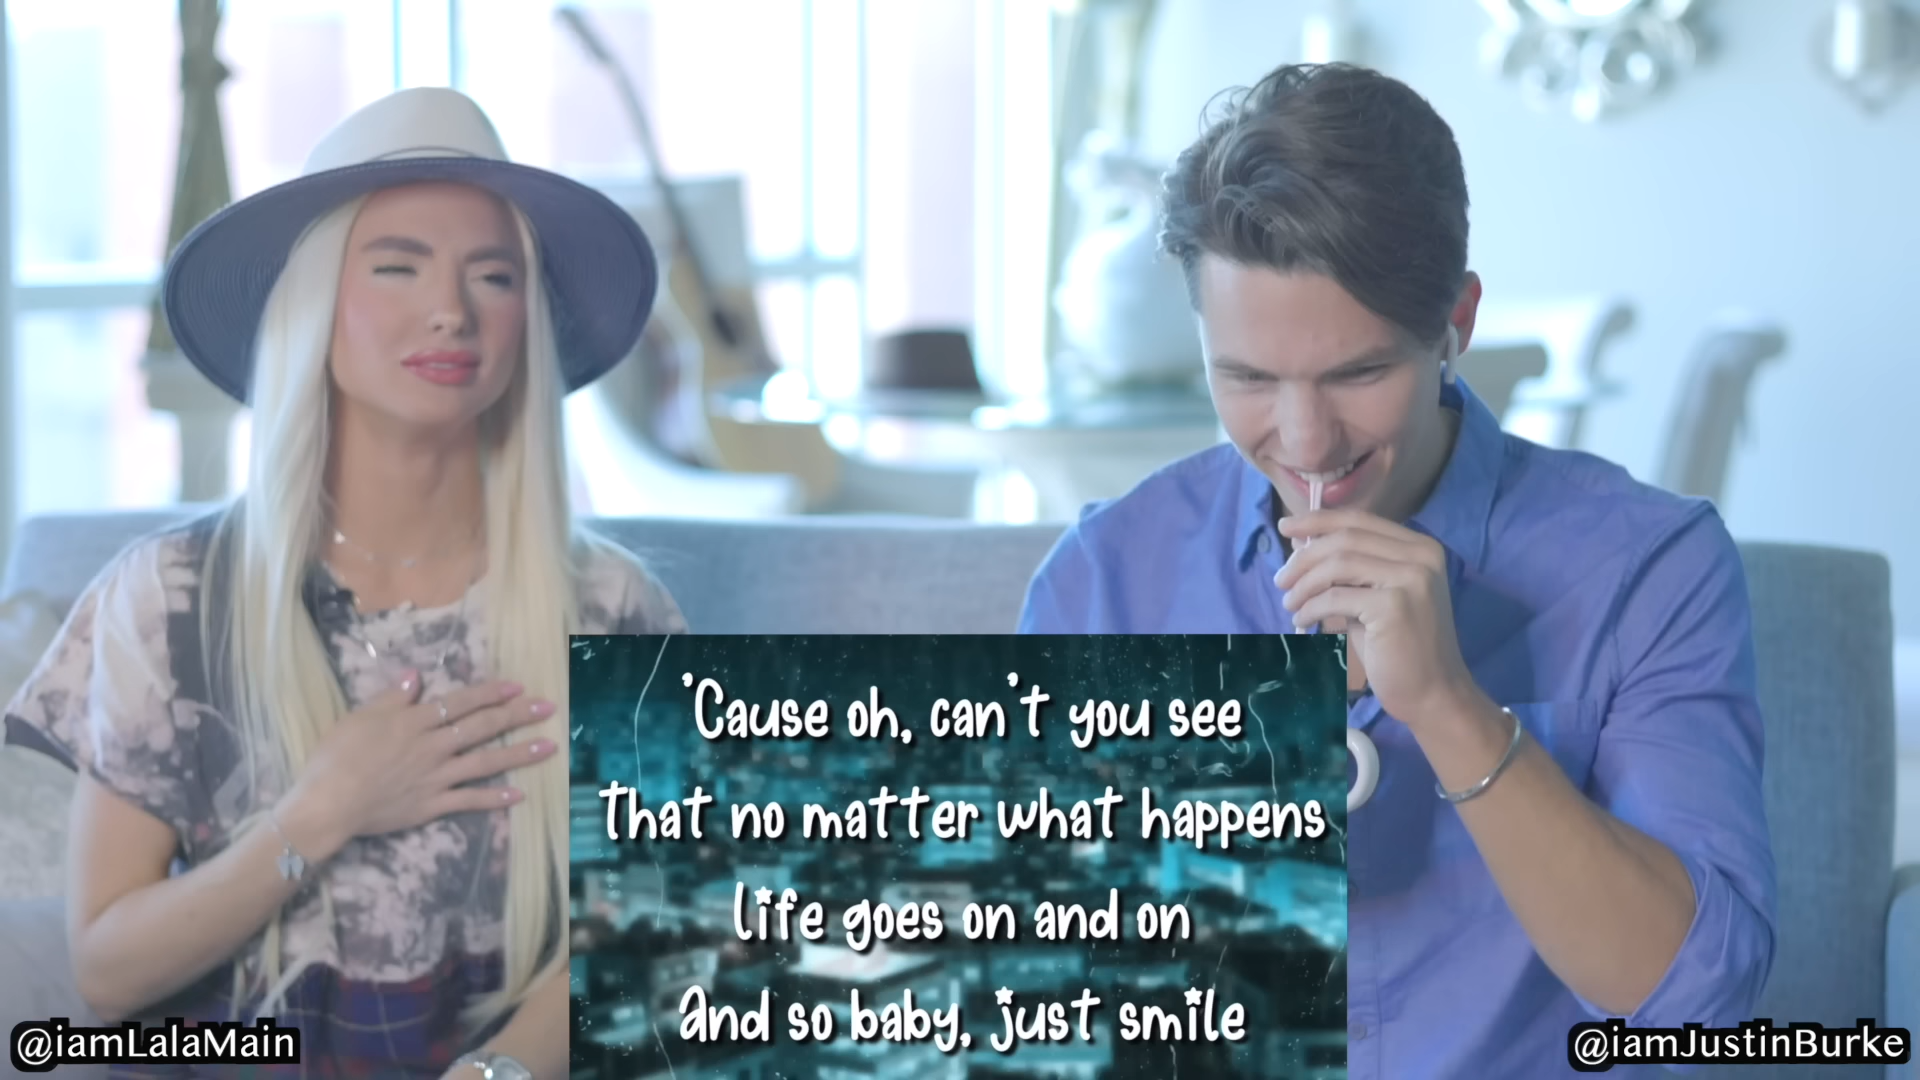 'Cause oh, can't you see
that no matter what happens
life goes on and on
And so baby, just smile
@iamLalaMain
@iamJustinBurke